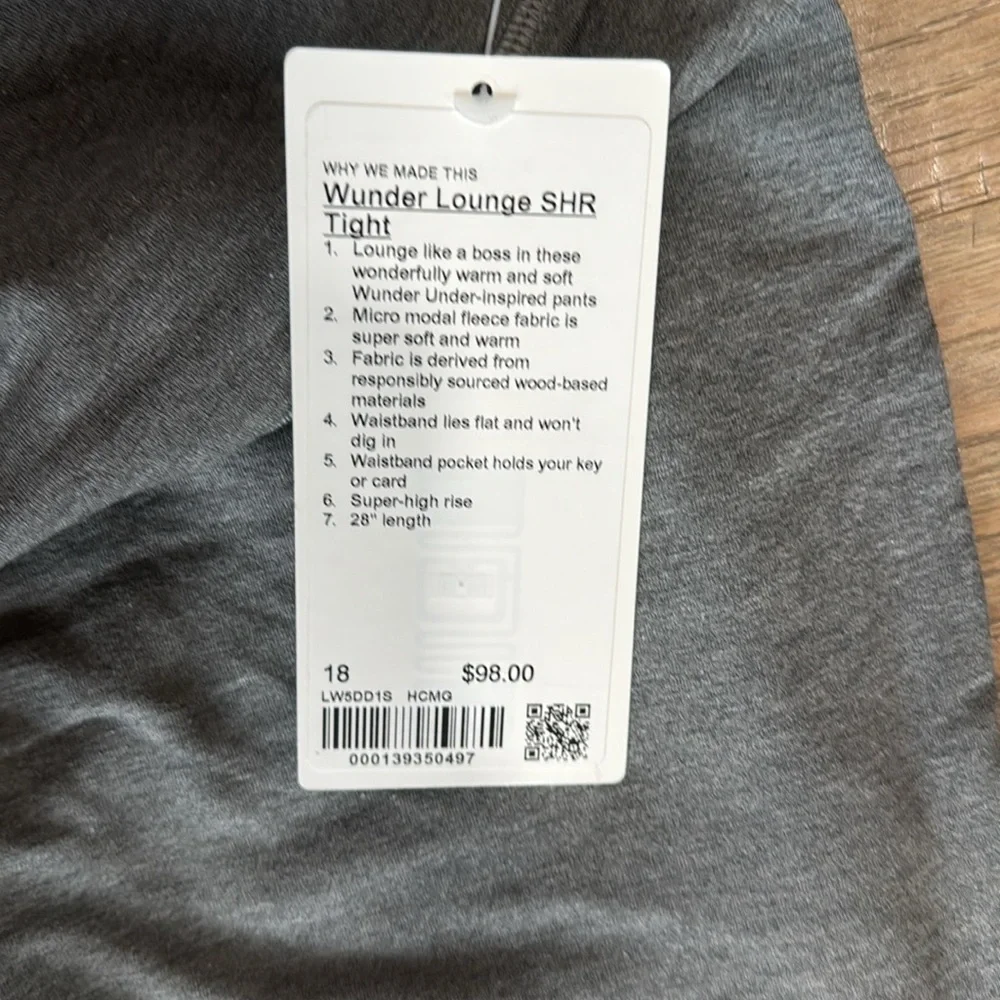 WHY WE MADE THIS
Wunder Lounge SHR
Tight
1. Lounge like a boss in these
wonderfully warm and soft
Wunder Under-inspired pants
2. Micro modal fleece fabric is
super soft and warm
3. Fabric is derived from
responsibly sourced wood-based
materials
4. Waistband lies flat and won't
dig in
5. Waistband pocket holds your key
or card
6. Super-high rise
7. 28" length
18 $98.00
LW5DD1S HCMG
000139350497